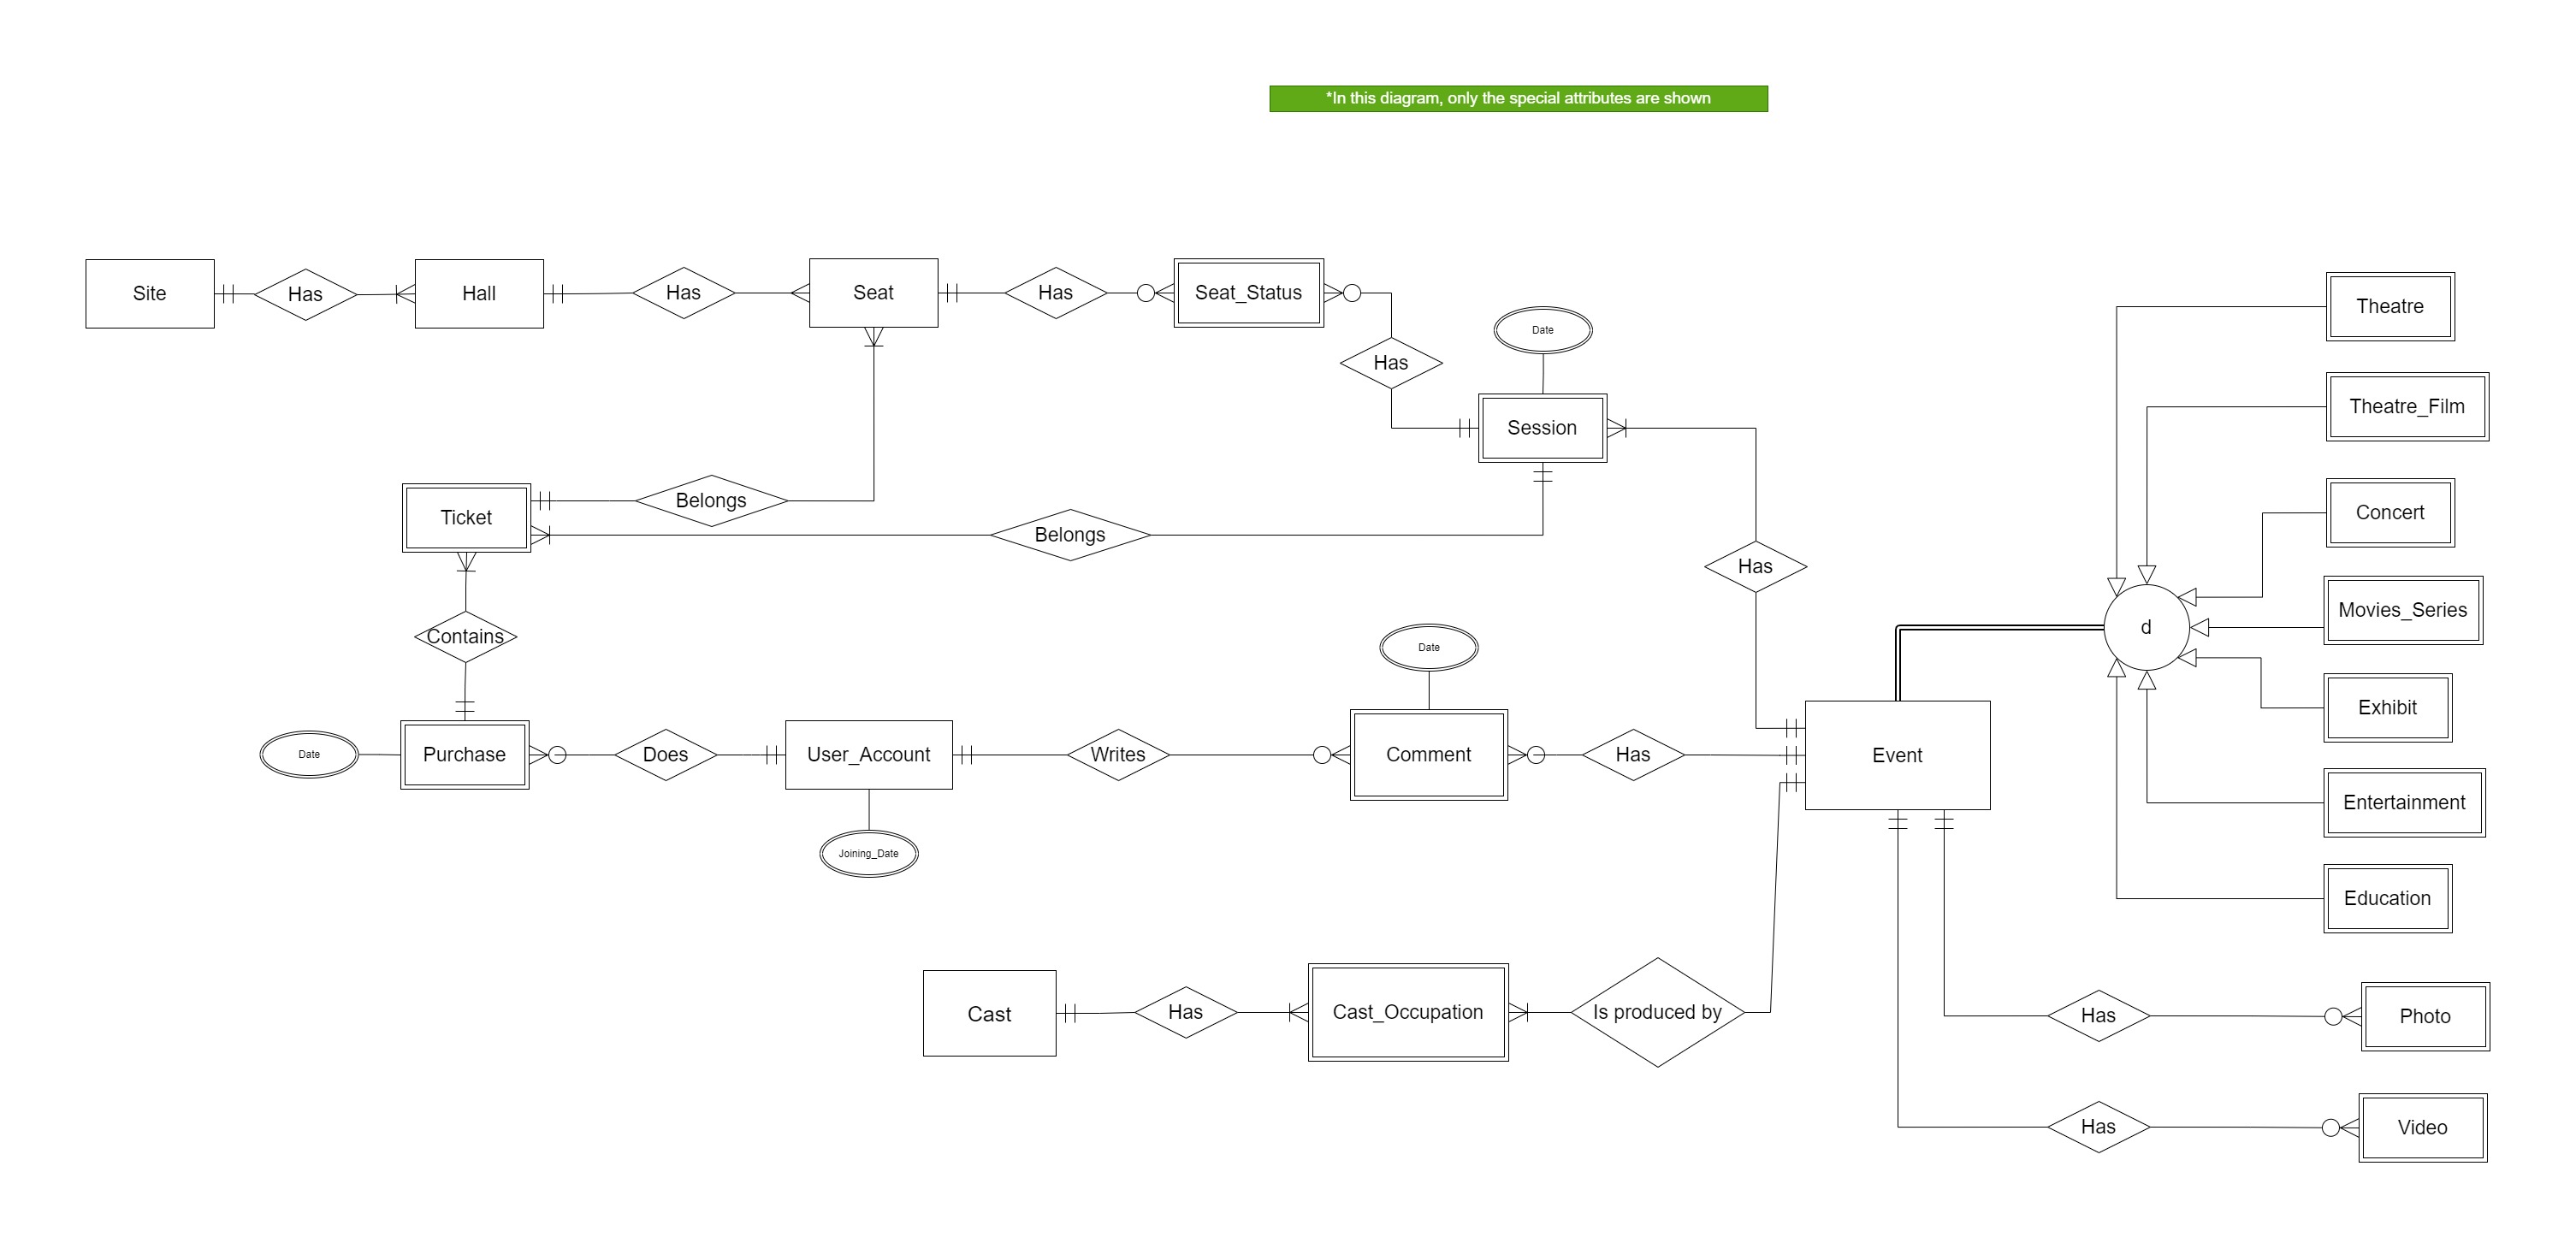 *In this diagram, only the special attributes are shown
Site
Has
Hall
Has
Seat
Has
Seat_Status
Has
Date
Session
Theatre
Theatre_Film
Concert
Movies_Series
Exhibit
Entertainment
Education
d
Ticket
Belongs
Belongs
Has
Contains
Date
Purchase
Does
User_Account
Joining_Date
Writes
Date
Comment
Has
Event
Cast
Has
Cast_Occupation
Is produced by
Has
Photo
Has
Video